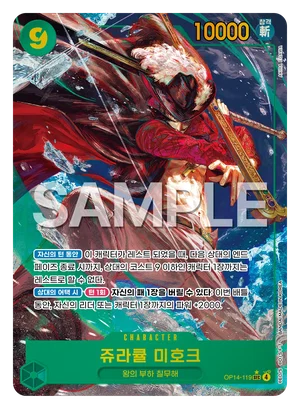 9
10000
참격
斬
SAMPLE
자신의 턴 동안 이 캐릭터가 레스트 되었을 때, 다음 상대의 엔드
페이즈 종료 시까지, 상대의 코스트 9 이하인 캐릭터 1장까지는
레스트로 할 수 없다.
상대의 어택 시 턴 1회 자신의 패 1장을 버릴 수 있다: 이번 배틀
동안, 자신의 리더 또는 캐릭터 1장까지의 파워 +2000.
CHARACTER
쥬라큘 미호크
왕의 부하 칠무해
OP14-119 SEC 4